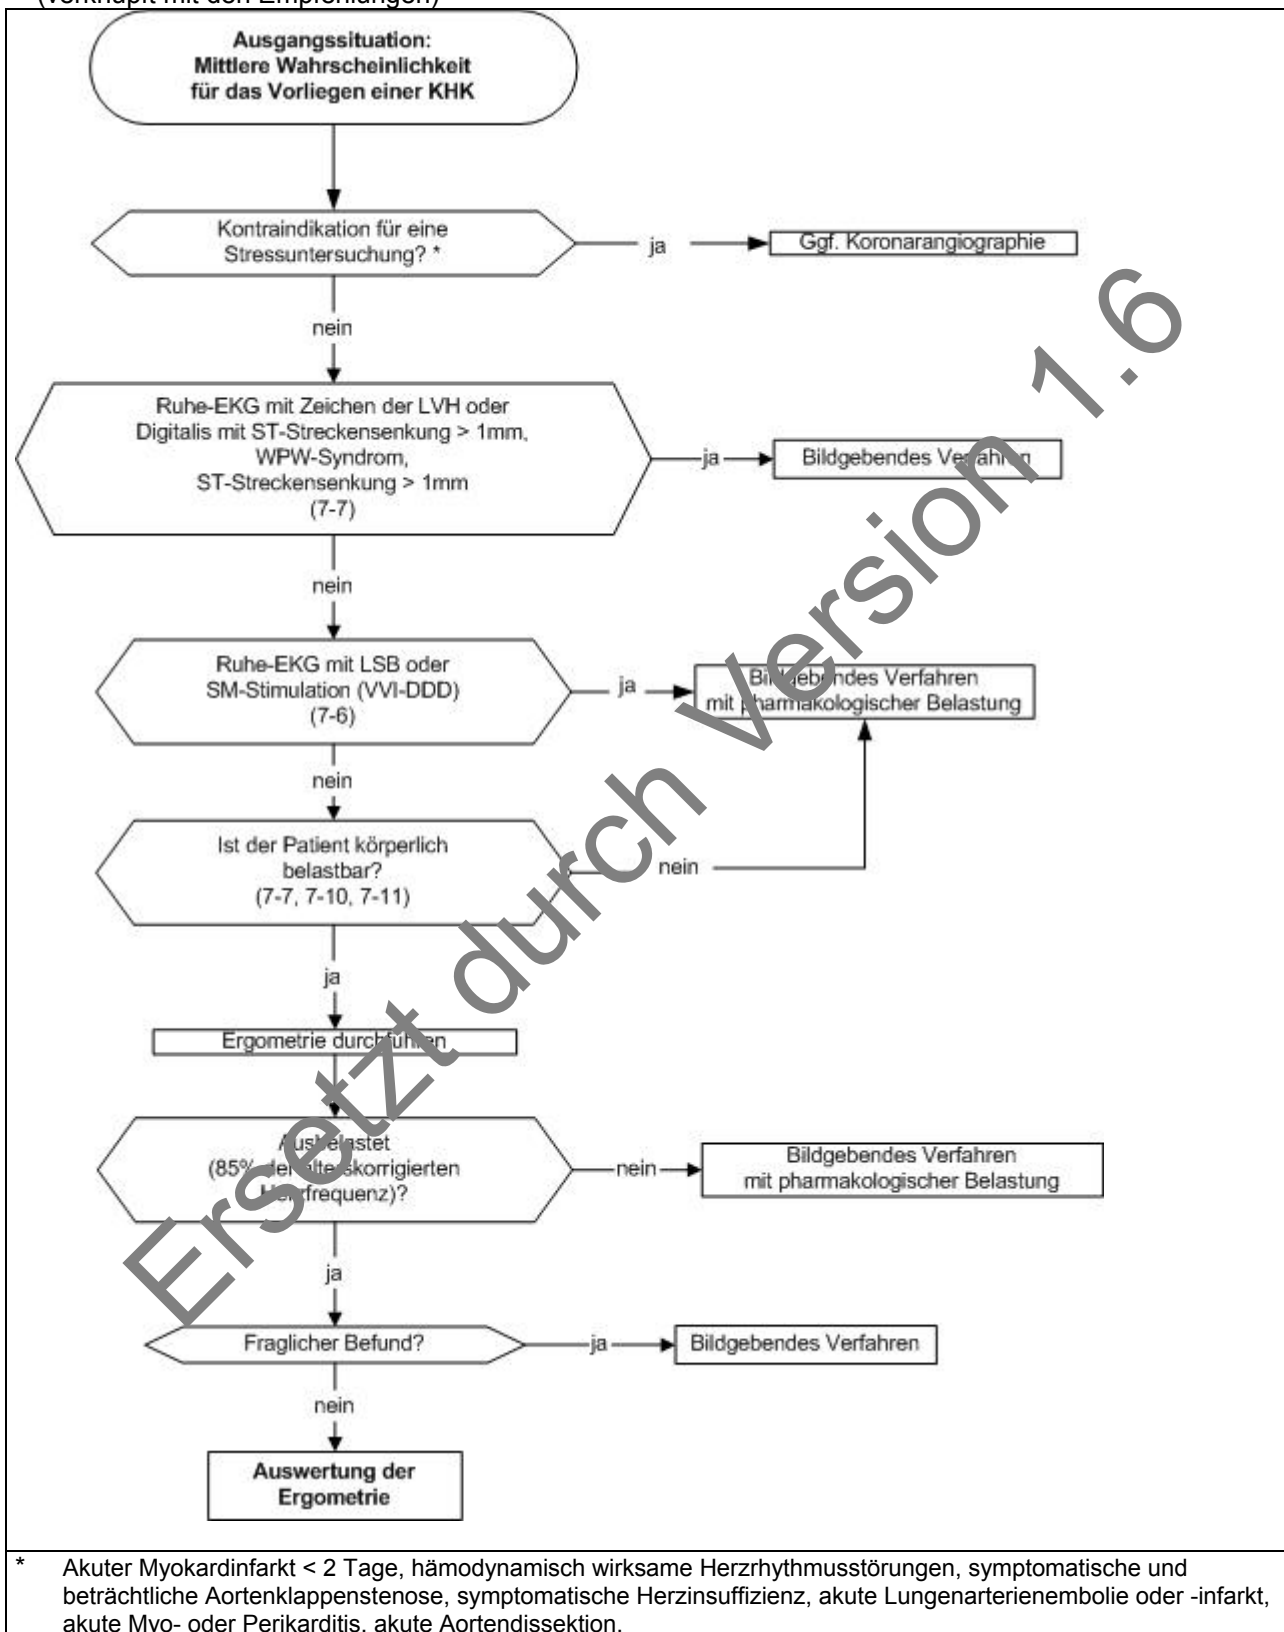 (verknüpft mit den Empfehlungen)
Ausgangssituation:
Mittlere Wahrscheinlichkeit
für das Vorliegen einer KHK
Kontraindikation für eine
Stressuntersuchung? *
ja
Ggf. Koronarangiographie
nein
Ruhe-EKG mit Zeichen der LVH oder
Digitalis mit ST-Streckensenkung > 1mm,
WPW-Syndrom,
ST-Streckensenkung > 1mm
(7-7)
ja
Bildgebendes Verfahren
nein
Ruhe-EKG mit LSB oder
SM-Stimulation (VVI-DDD)
(7-6)
ja
Bildgebendes Verfahren
mit pharmakologischer Belastung
nein
Ist der Patient körperlich
belastbar?
(7-7, 7-10, 7-11)
nein
ja
Ergometrie durchführen
Ausbelastet
(85% der alterskorrigierten
Herzfrequenz)?
nein
Bildgebendes Verfahren
mit pharmakologischer Belastung
ja
Fraglicher Befund?
ja
Bildgebendes Verfahren
nein
Auswertung der
Ergometrie
Ersetzt durch Version 1.6
* Akuter Myokardinfarkt < 2 Tage, hämodynamisch wirksame Herzrhythmusstörungen, symptomatische und
beträchtliche Aortenklappenstenose, symptomatische Herzinsuffizienz, akute Lungenarterienembolie oder -infarkt,
akute Myo- oder Perikarditis, akute Aortendissektion.